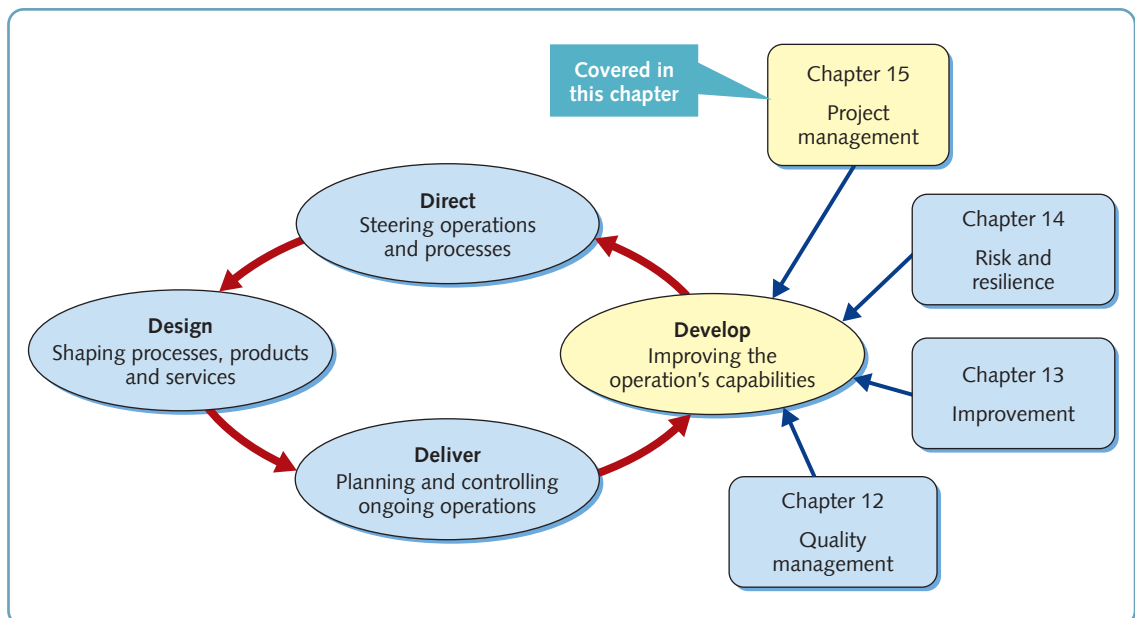 Covered in
this chapter
Chapter 15
Project
management
Direct
Steering operations
and processes
Chapter 14
Risk and
resilience
Design
Shaping processes, products
and services
Develop
Improving the
operation's capabilities
Chapter 13
Improvement
Deliver
Planning and controlling
ongoing operations
Chapter 12
Quality
management